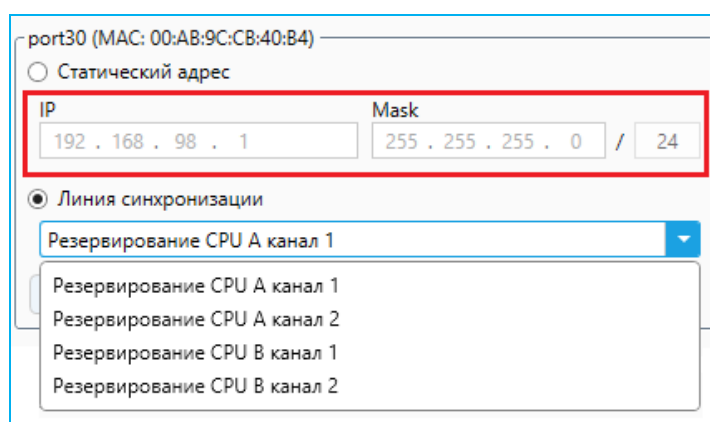 port30 (MAC: 00:AB:9C:CB:40:B4)
Статический адрес
IP Mask
192 . 168 . 98 . 1 255 . 255 . 255 . 0 / 24
Линия синхронизации
Резервирование CPU A канал 1
Резервирование CPU A канал 1
Резервирование CPU A канал 2
Резервирование CPU B канал 1
Резервирование CPU B канал 2